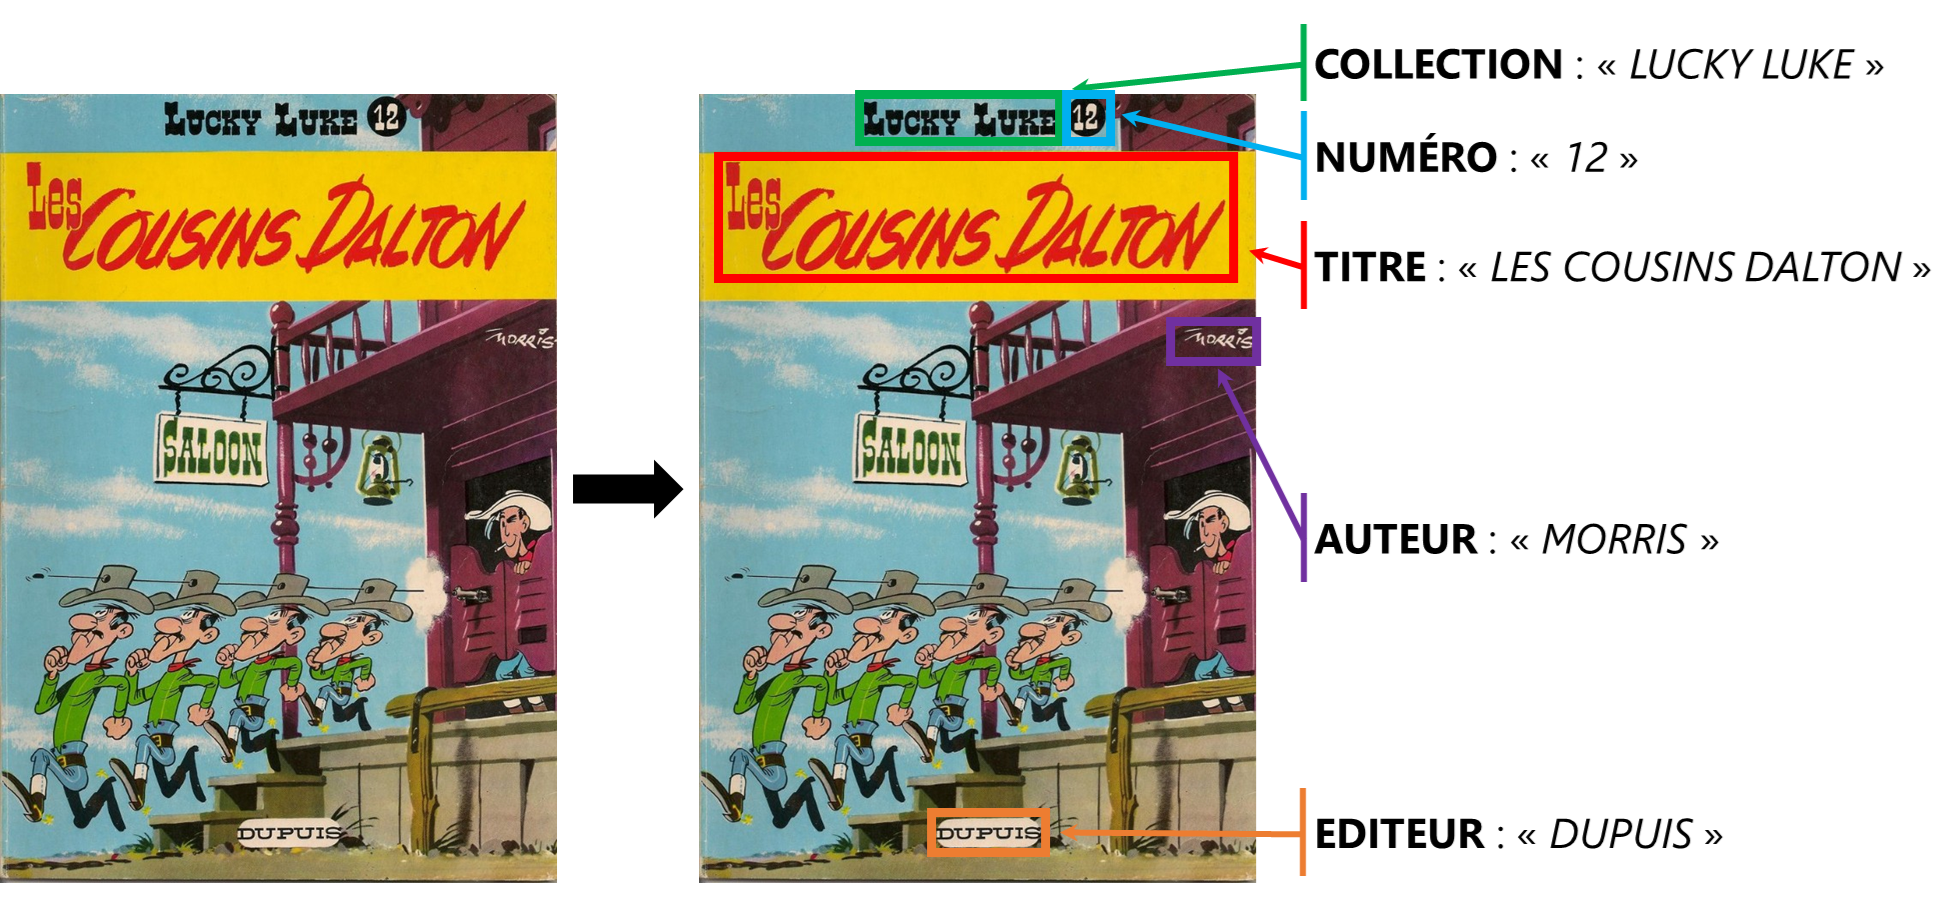 LUCKY LUKE 12
Les COUSINS DALTON
MORRIS
SALOON
DUPUIS
LUCKY LUKE 12
Les COUSINS DALTON
MORRIS
SALOON
DUPUIS
COLLECTION : « LUCKY LUKE »
NUMÉRO : « 12 »
TITRE : « LES COUSINS DALTON »
AUTEUR : « MORRIS »
EDITEUR : « DUPUIS »